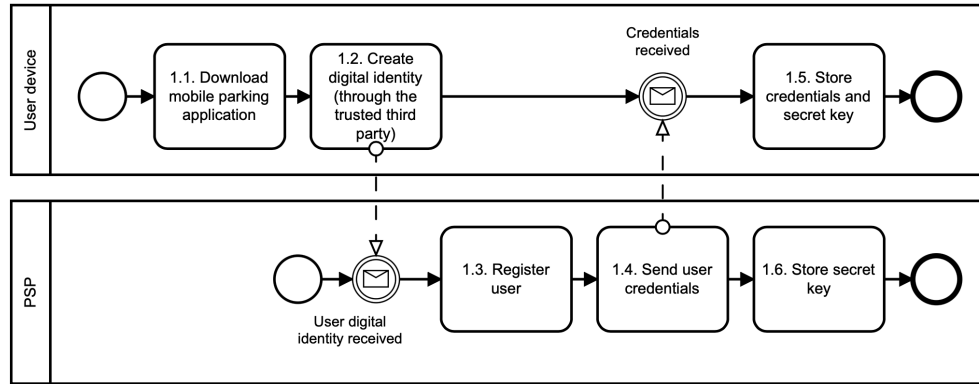 User device
1.1. Download
mobile parking
application
1.2. Create
digital identity
(through the
trusted third
party)
Credentials
received
1.5. Store
credentials and
secret key
PSP
User digital
identity received
1.3. Register
user
1.4. Send user
credentials
1.6. Store secret
key